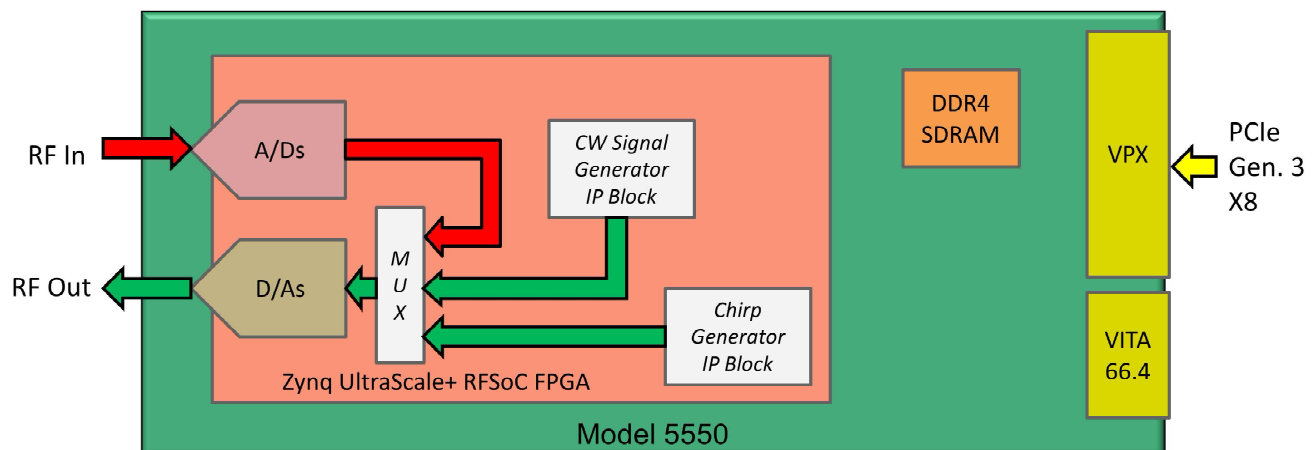 RF In
A/Ds
CW Signal
Generator
IP Block
DDR4
SDRAM
VPX
PCIe
Gen. 3
X8
RF Out
D/As
M
U
X
Chirp
Generator
IP Block
VITA
66.4
Zynq UltraScale+ RFSoC FPGA
Model 5550